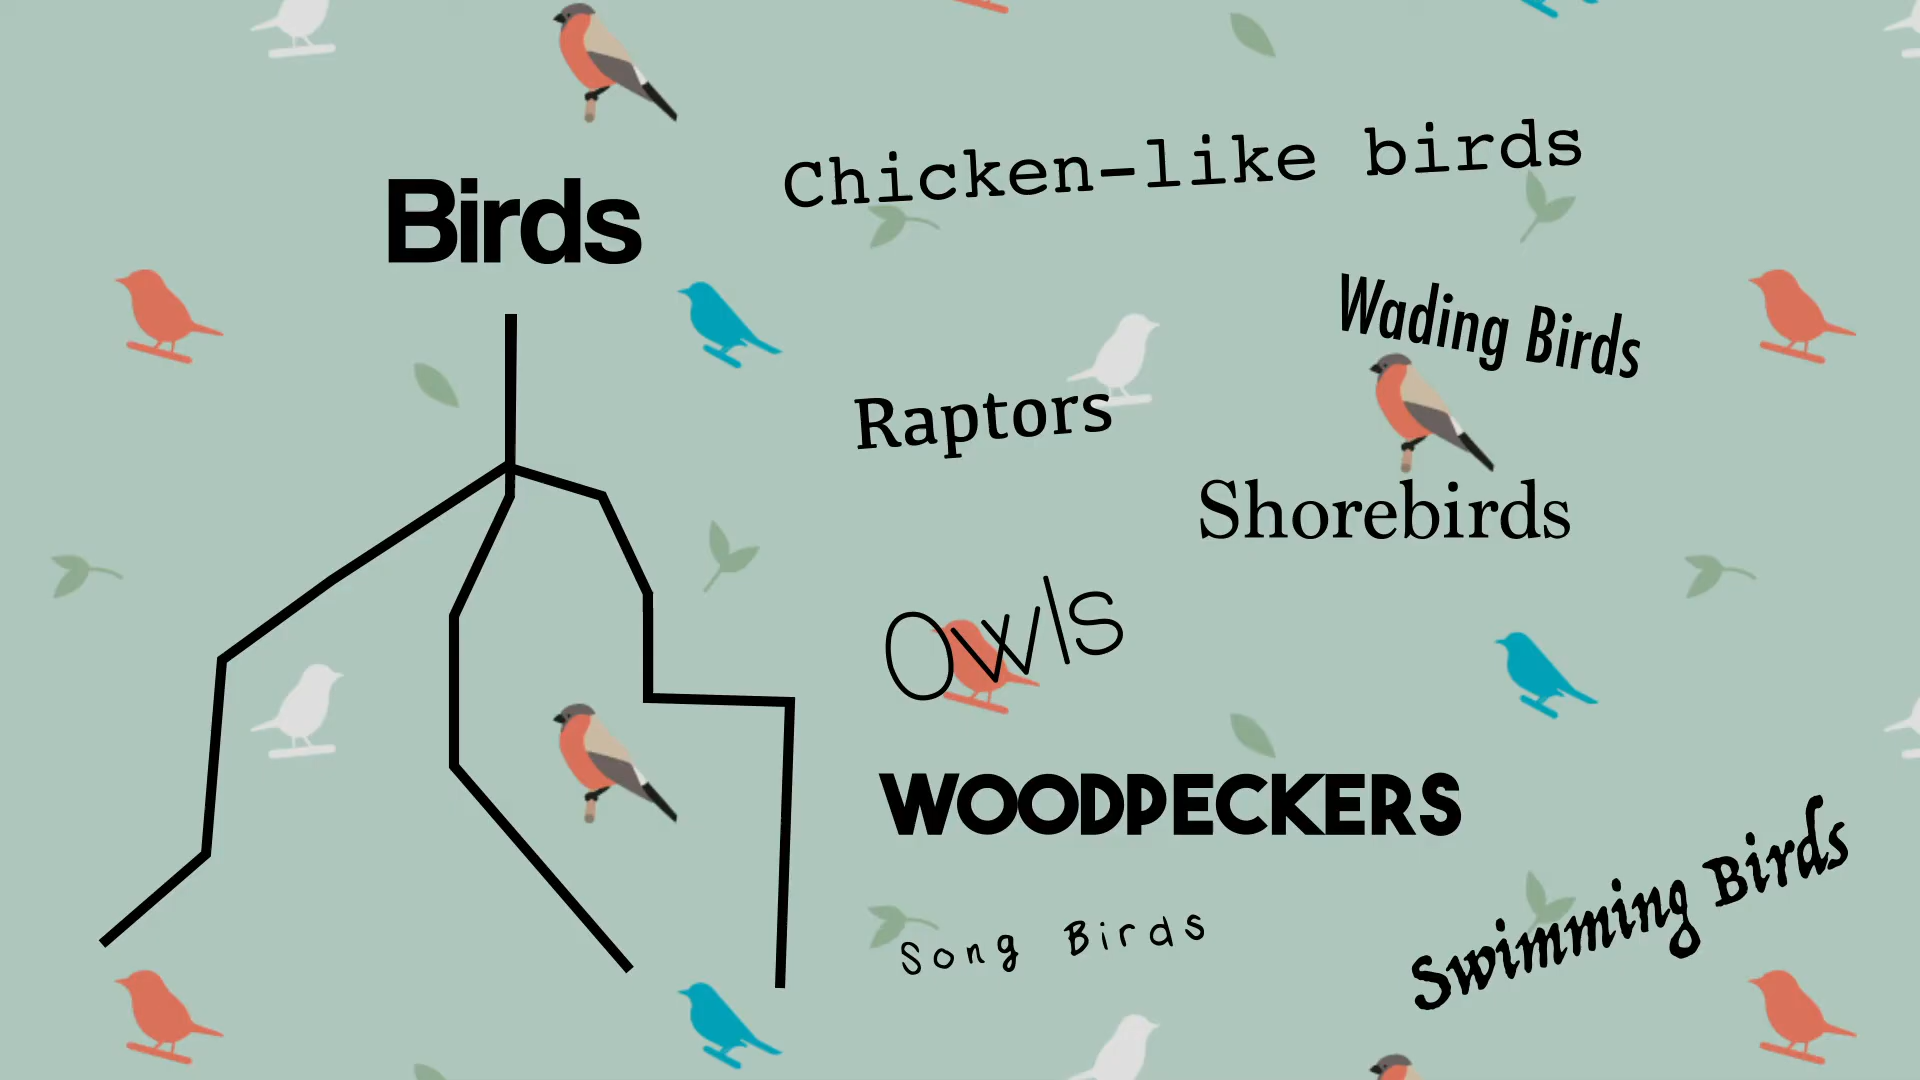 Birds
Chicken-like birds
Wading Birds
Raptors
Shorebirds
Owls
WOODPECKERS
Song Birds
Swimming Birds